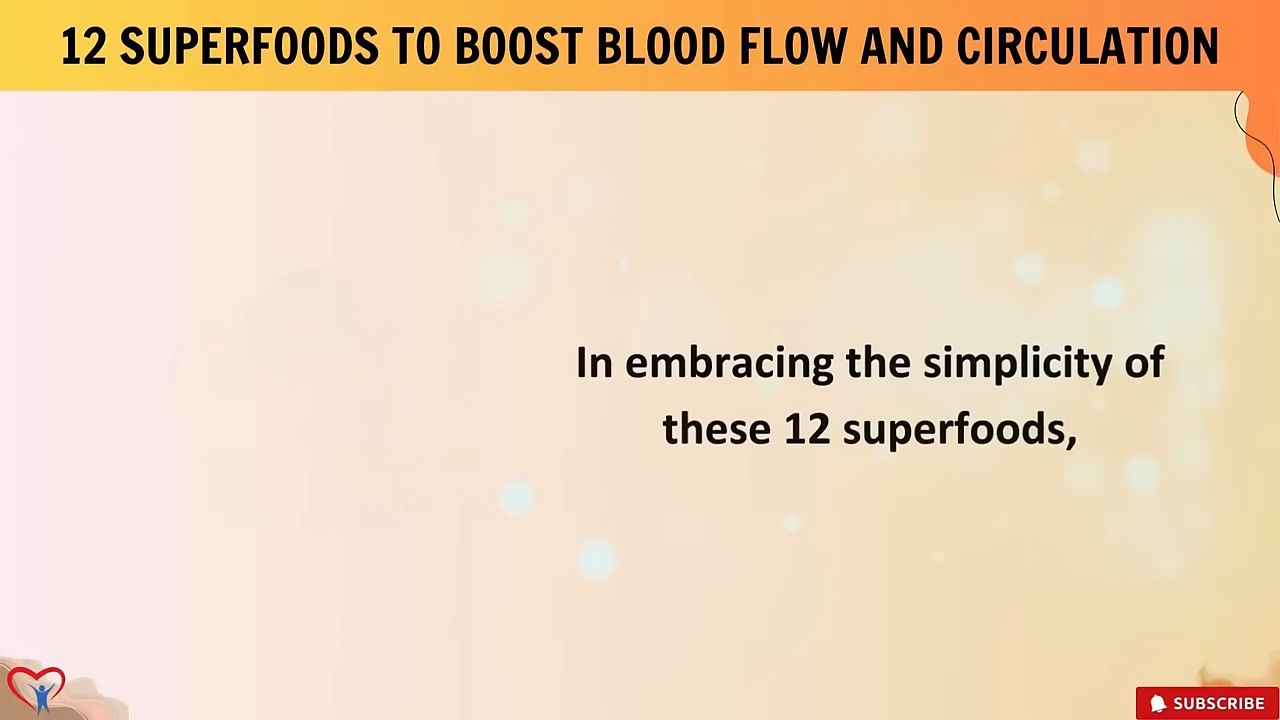 12 SUPERFOODS TO BOOST BLOOD FLOW AND CIRCULATION
In embracing the simplicity of
these 12 superfoods,
SUBSCRIBE